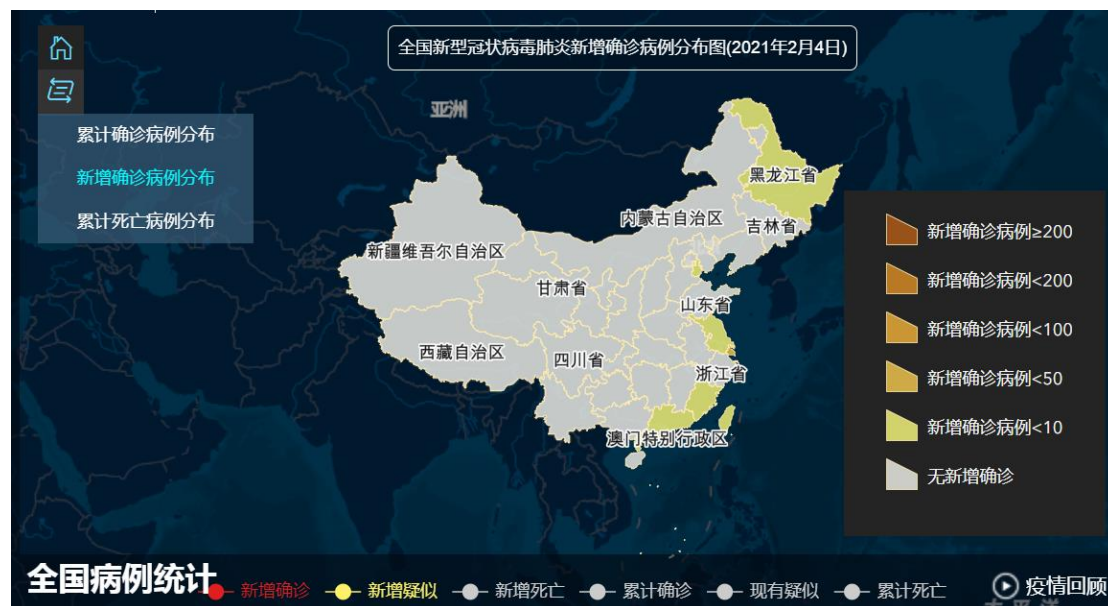 全国新型冠状病毒肺炎新增确诊病例分布图(2021年2月4日)
亚洲
累计确诊病例分布
新增确诊病例分布
累计死亡病例分布
黑龙江省
内蒙古自治区
吉林省
新疆维吾尔自治区
甘肃省
山东省
西藏自治区
四川省
浙江省
澳门特别行政区
新增确诊病例≥200
新增确诊病例<200
新增确诊病例<100
新增确诊病例<50
新增确诊病例<10
无新增确诊
全国病例统计
新增确诊 新增疑似 新增死亡 累计确诊 现有疑似 累计死亡
疫情回顾